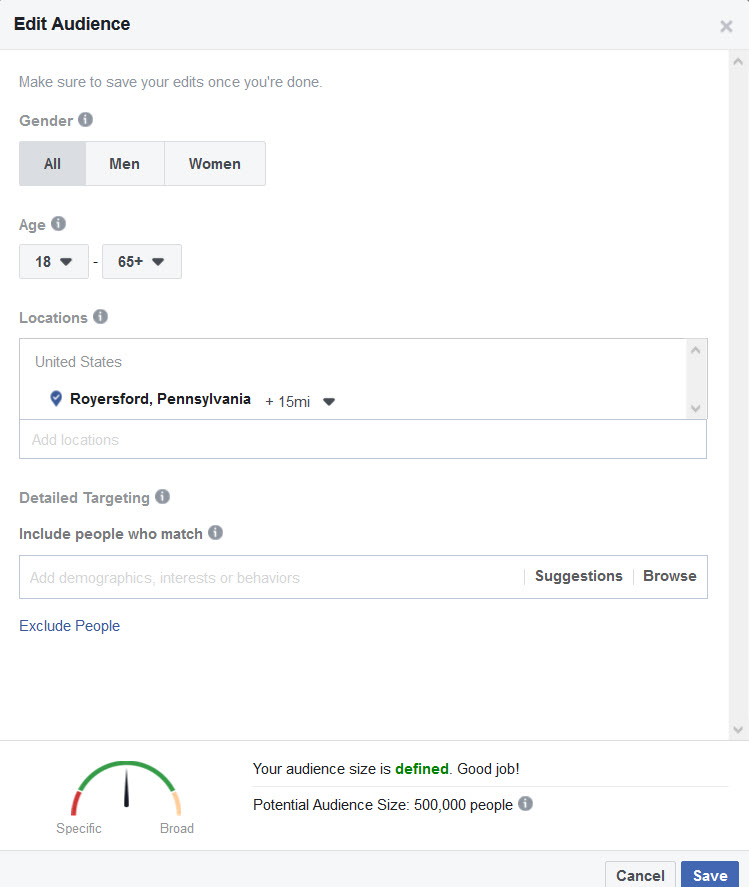 Edit Audience
Make sure to save your edits once you're done.
Gender
All Men Women
Age
18 - 65+
Locations
United States
Royersford, Pennsylvania + 15mi
Add locations
Detailed Targeting
Include people who match
Add demographics, interests or behaviors Suggestions Browse
Exclude People
Your audience size is defined. Good job!
Potential Audience Size: 500,000 people
Specific Broad
Cancel Save